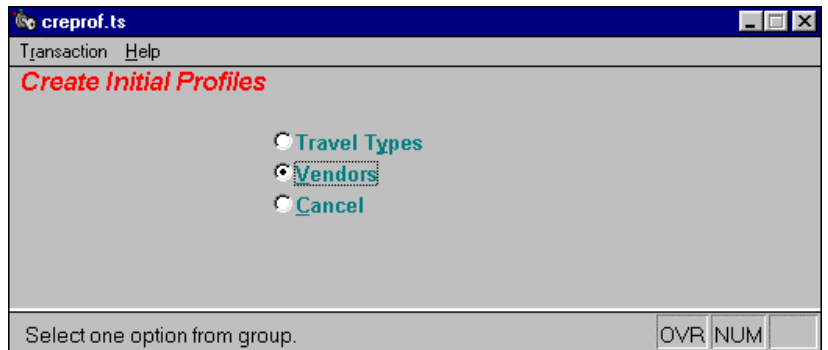 creprof.ts
Transaction Help
Create Initial Profiles
Travel Types
Vendors
Cancel
Select one option from group. OVR NUM